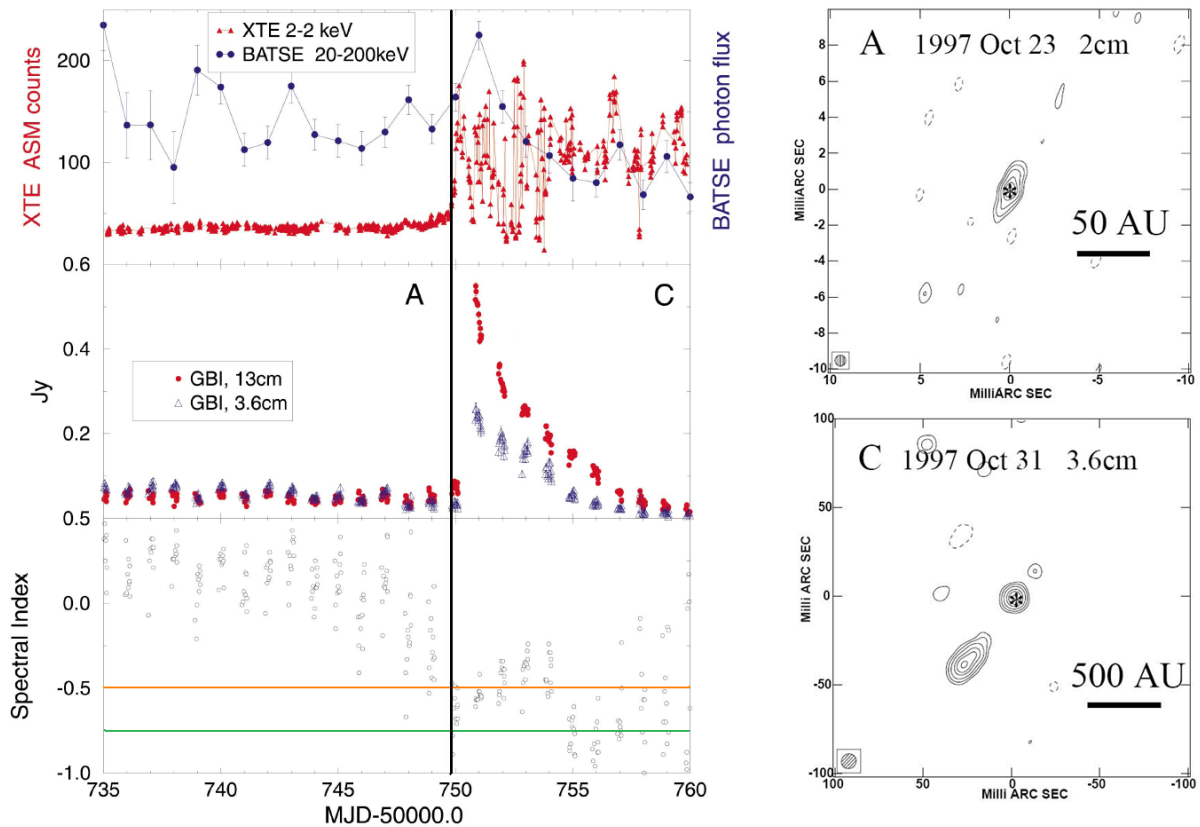 XTE 2-2 keV
BATSE 20-200keV
XTE ASM counts
200
100
BATSE photon flux
0.6
A
C
GBI, 13cm
GBI, 3.6cm
Jy
0.4
0.2
0.5
Spectral Index
0.0
-0.5
-1.0
735
740
745
750
755
760
MJD-50000.0
A 1997 Oct 23 2cm
MilliARC SEC
8
6
4
2
0
-2
-4
-6
-8
-10
50 AU
10
5
0
-5
-10
MilliARC SEC
C 1997 Oct 31 3.6cm
Milli ARC SEC
100
50
0
-50
-100
500 AU
50
0
-50
-100
Milli ARC SEC